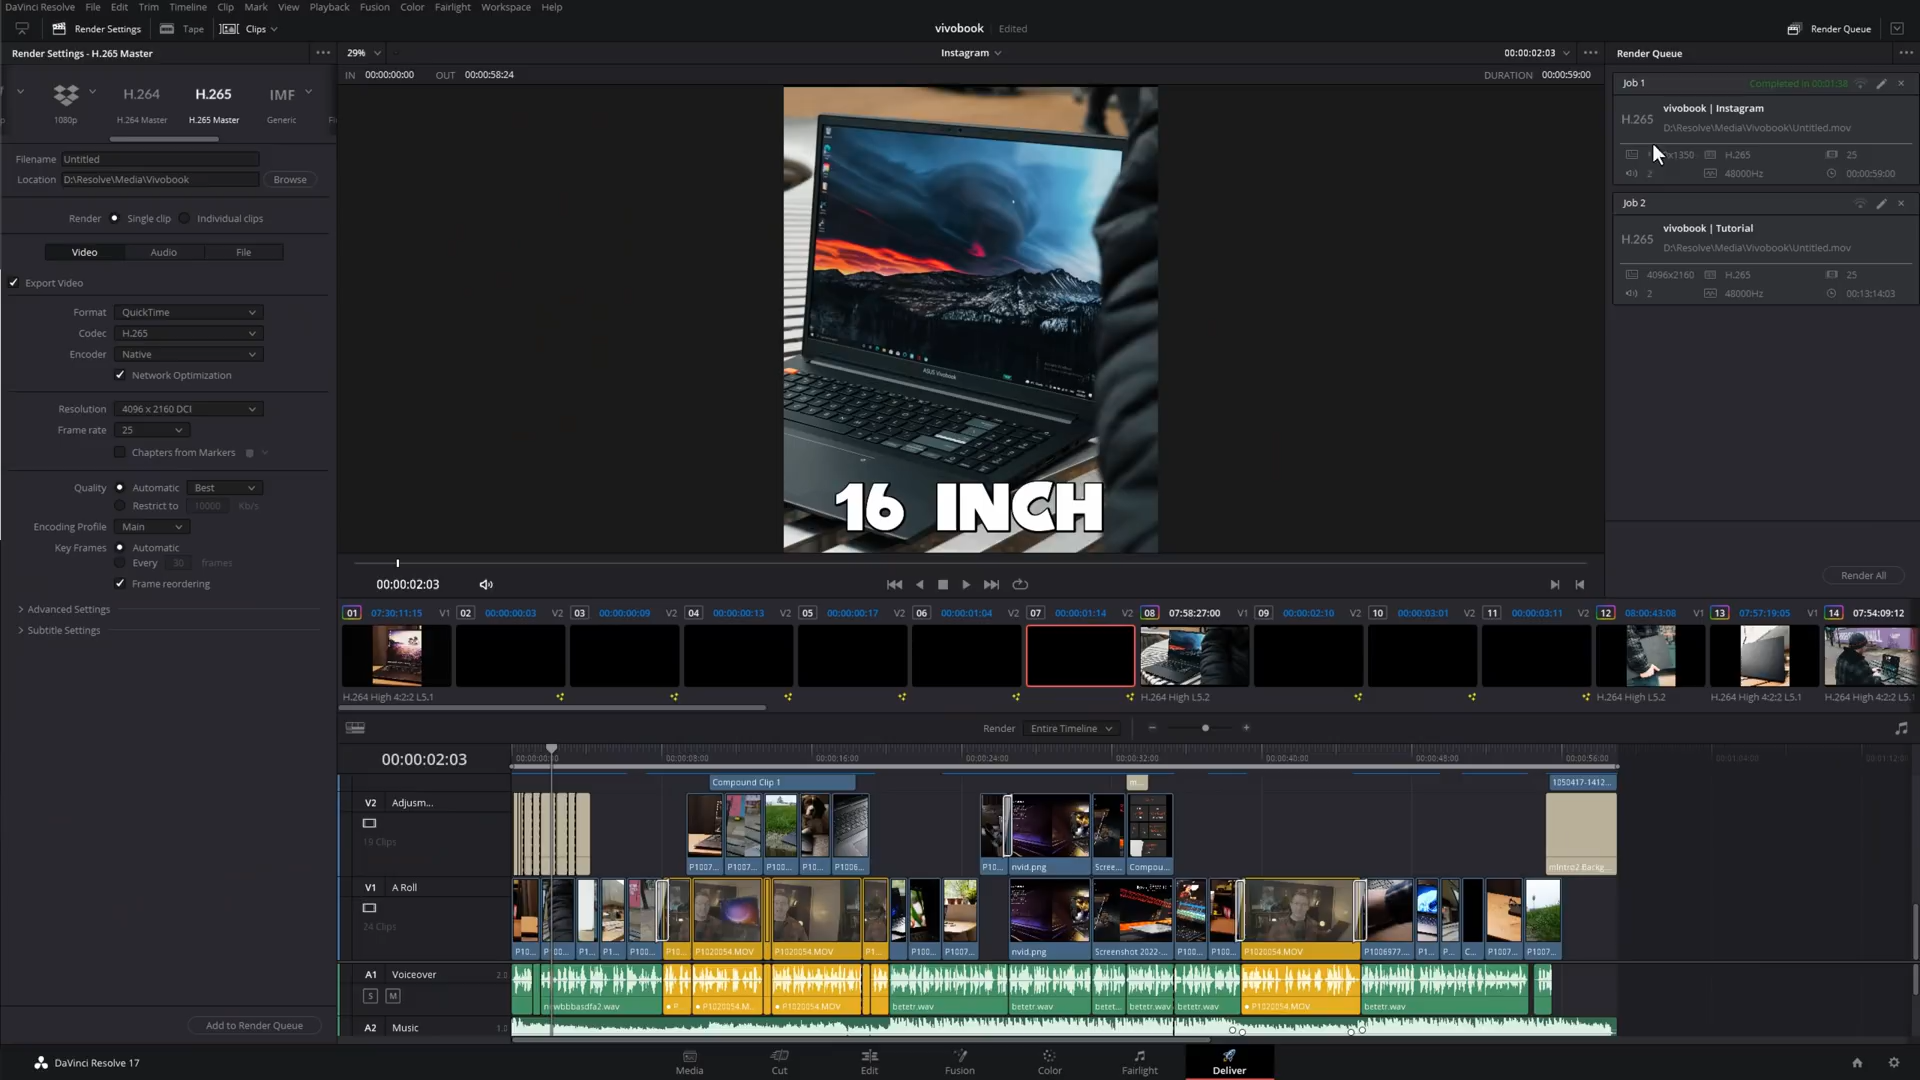 DaVinci Resolve File Edit Trim Timeline Clip Mark View Playback Fusion Color Fairlight Workspace Help
Render Settings Tape Clips vivobook Edited Render Queue
Render Settings - H.265 Master 29% Instagram 00:00:02:03 Render Queue
IN 00:00:00:00 OUT 00:00:58:24 DURATION 00:00:59:00
H.264 H.265 IMF
1080p H.264 Master H.265 Master Generic
Filename Untitled
Location D:\Resolve\Media\Vivobook Browse
Render Single clip Individual clips
Video Audio File
Export Video
Format QuickTime
Codec H.265
Encoder Native
Network Optimization
Resolution 4096 x 2160 DCI
Frame rate 25
Chapters from Markers
Quality Automatic Best
Restrict to 10000 Kb/s
Encoding Profile Main
Key Frames Automatic
Every 30 frames
Frame reordering
Advanced Settings
Subtitle Settings
Add to Render Queue
ASUS Vivobook
16 INCH
Job 1 Completed in 00:01:38
vivobook | Instagram
H.265
D:\Resolve\Media\Vivobook\Untitled.mov
x1350 H.265 25
2 48000Hz 00:00:59:00
Job 2
vivobook | Tutorial
H.265
D:\Resolve\Media\Vivobook\Untitled.mov
4096x2160 H.265 25
2 48000Hz 00:13:14:03
Render All
00:00:02:03
01 07:30:11:15 V1 02 00:00:00:03 V2 03 00:00:00:09 V2 04 00:00:00:13 V2 05 00:00:00:17 V2 06 00:00:01:04 V2 07 00:00:01:14 V2 08 07:58:27:00 V1 09 00:00:02:10 V2 10 00:00:03:01 V2 11 00:00:03:11 V2 12 08:00:43:08 V1 13 07:57:19:05 V1 14 07:54:09:12
H.264 High 4:2:2 L5.1 H.264 High L5.2 H.264 High L5.2 H.264 High 4:2:2 L5.1 H.264 High 4:2:2 L5.1
Render Entire Timeline
00:00:02:03 00:00:08:00 00:00:16:00 00:00:24:00 00:00:32:00 00:00:40:00 00:00:48:00 00:00:56:00 00:01:04:00
Compound Clip 1 m... 1050417-1412...
V2 Adjusm...
19 Clips
P1007... P1007... P100... P10... P1006... P10... nvid.png Scree... Compou...
V1 A Roll
24 Clips
P10... P100... P1... P1... P100... P10... P1020054.MOV P1020054.MOV P1... P100... P100... P1007... nvid.png Screenshot 2022-... P100... P100... P1020054.MOV P1006977... P1... P1... C... P1007... P1007...
A1 Voiceover 2.0
S M
P... P1020054.M... P1020054.MOV betetr.wav betetr.wav betet... betetr.wav betetr.wav P1020054.MOV betetr.wav
A2 Music 1.0
DaVinci Resolve 17 Media Cut Edit Fusion Color Fairlight Deliver